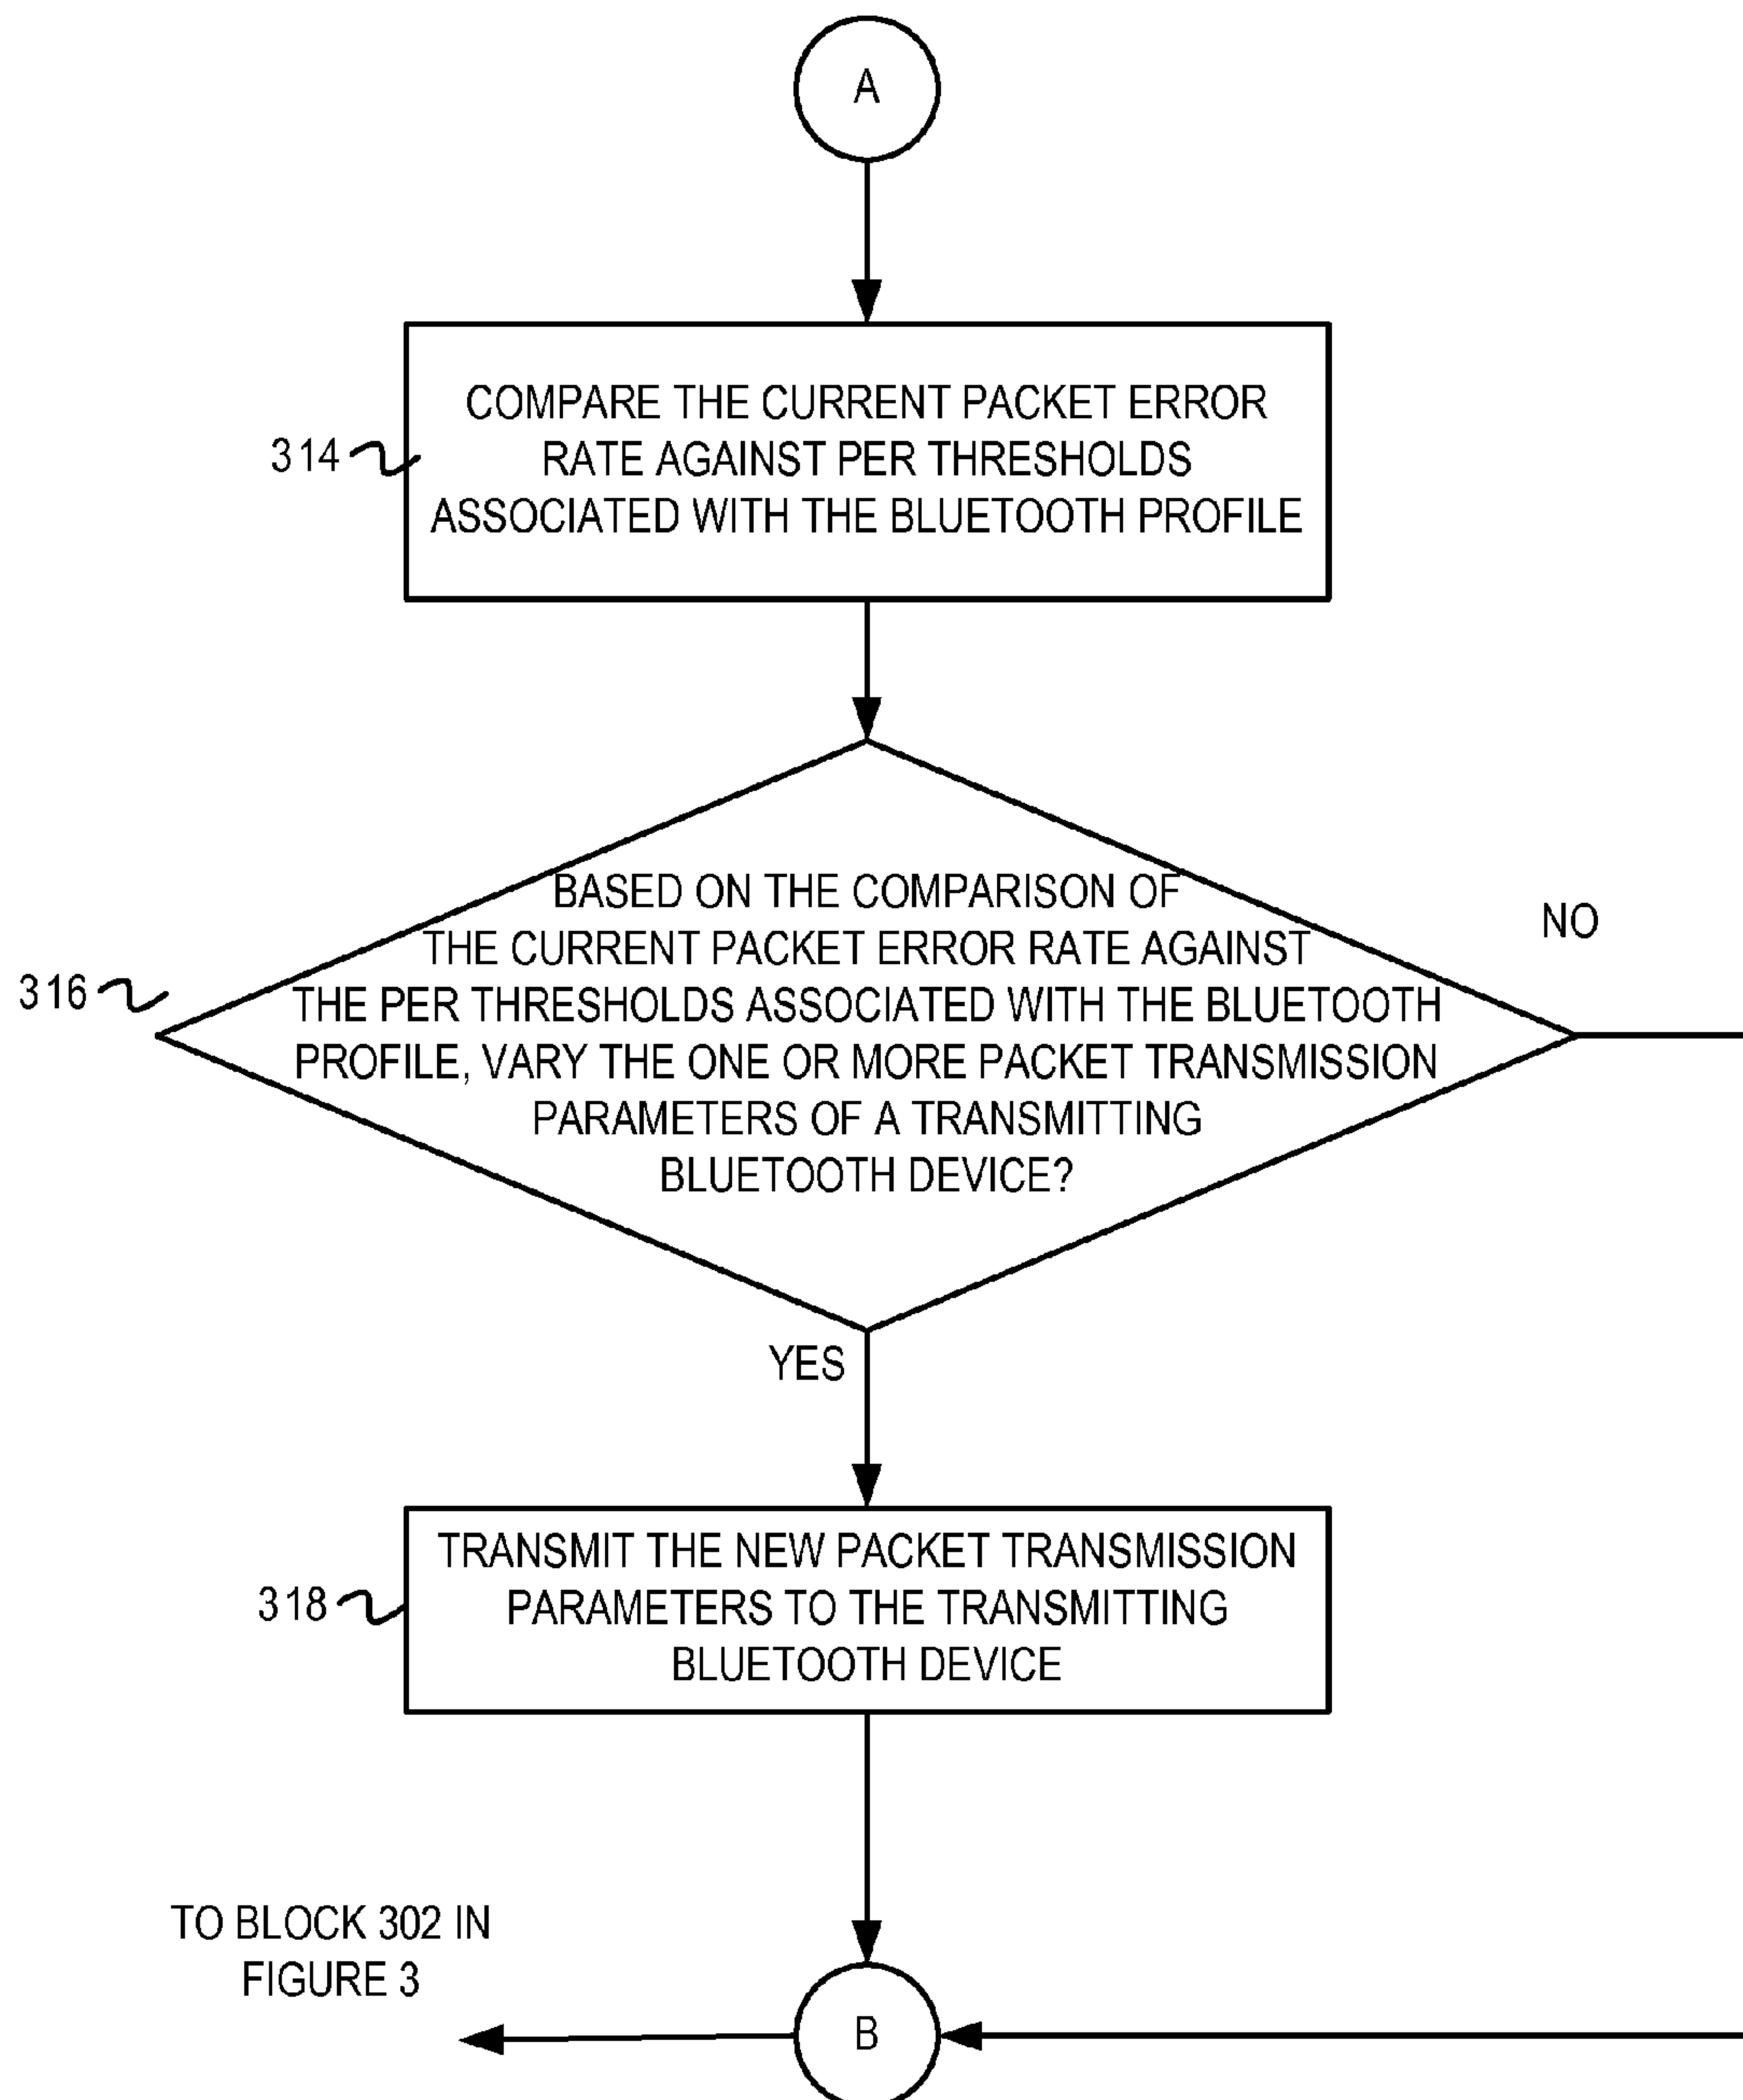 A
COMPARE THE CURRENT PACKET ERROR
RATE AGAINST PER THRESHOLDS
ASSOCIATED WITH THE BLUETOOTH PROFILE
314
BASED ON THE COMPARISON OF
THE CURRENT PACKET ERROR RATE AGAINST
THE PER THRESHOLDS ASSOCIATED WITH THE BLUETOOTH
PROFILE, VARY THE ONE OR MORE PACKET TRANSMISSION
PARAMETERS OF A TRANSMITTING
BLUETOOTH DEVICE?
316
NO
YES
TRANSMIT THE NEW PACKET TRANSMISSION
PARAMETERS TO THE TRANSMITTING
BLUETOOTH DEVICE
318
TO BLOCK 302 IN
FIGURE 3
B